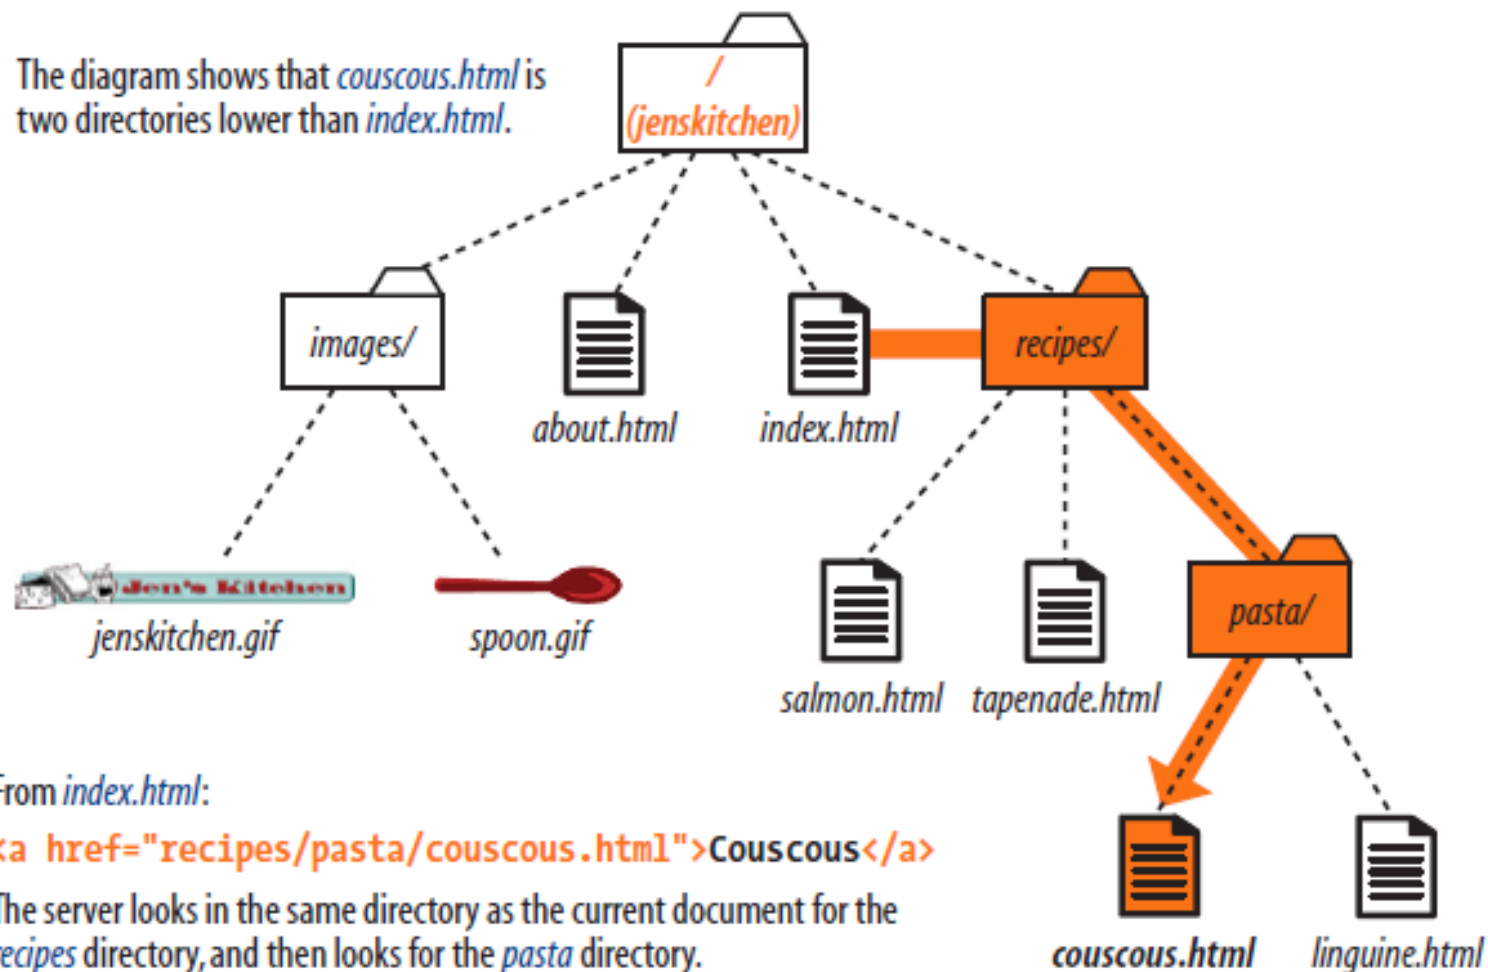 The diagram shows that couscous.html is
two directories lower than index.html.
/
(jenskitchen)
images/
about.html
index.html
recipes/
Jen's Kitchen
jenskitchen.gif
spoon.gif
salmon.html
tapenade.html
pasta/
couscous.html
linguine.html
From index.html:
<a href="recipes/pasta/couscous.html">Couscous</a>
The server looks in the same directory as the current document for the
recipes directory, and then looks for the pasta directory.